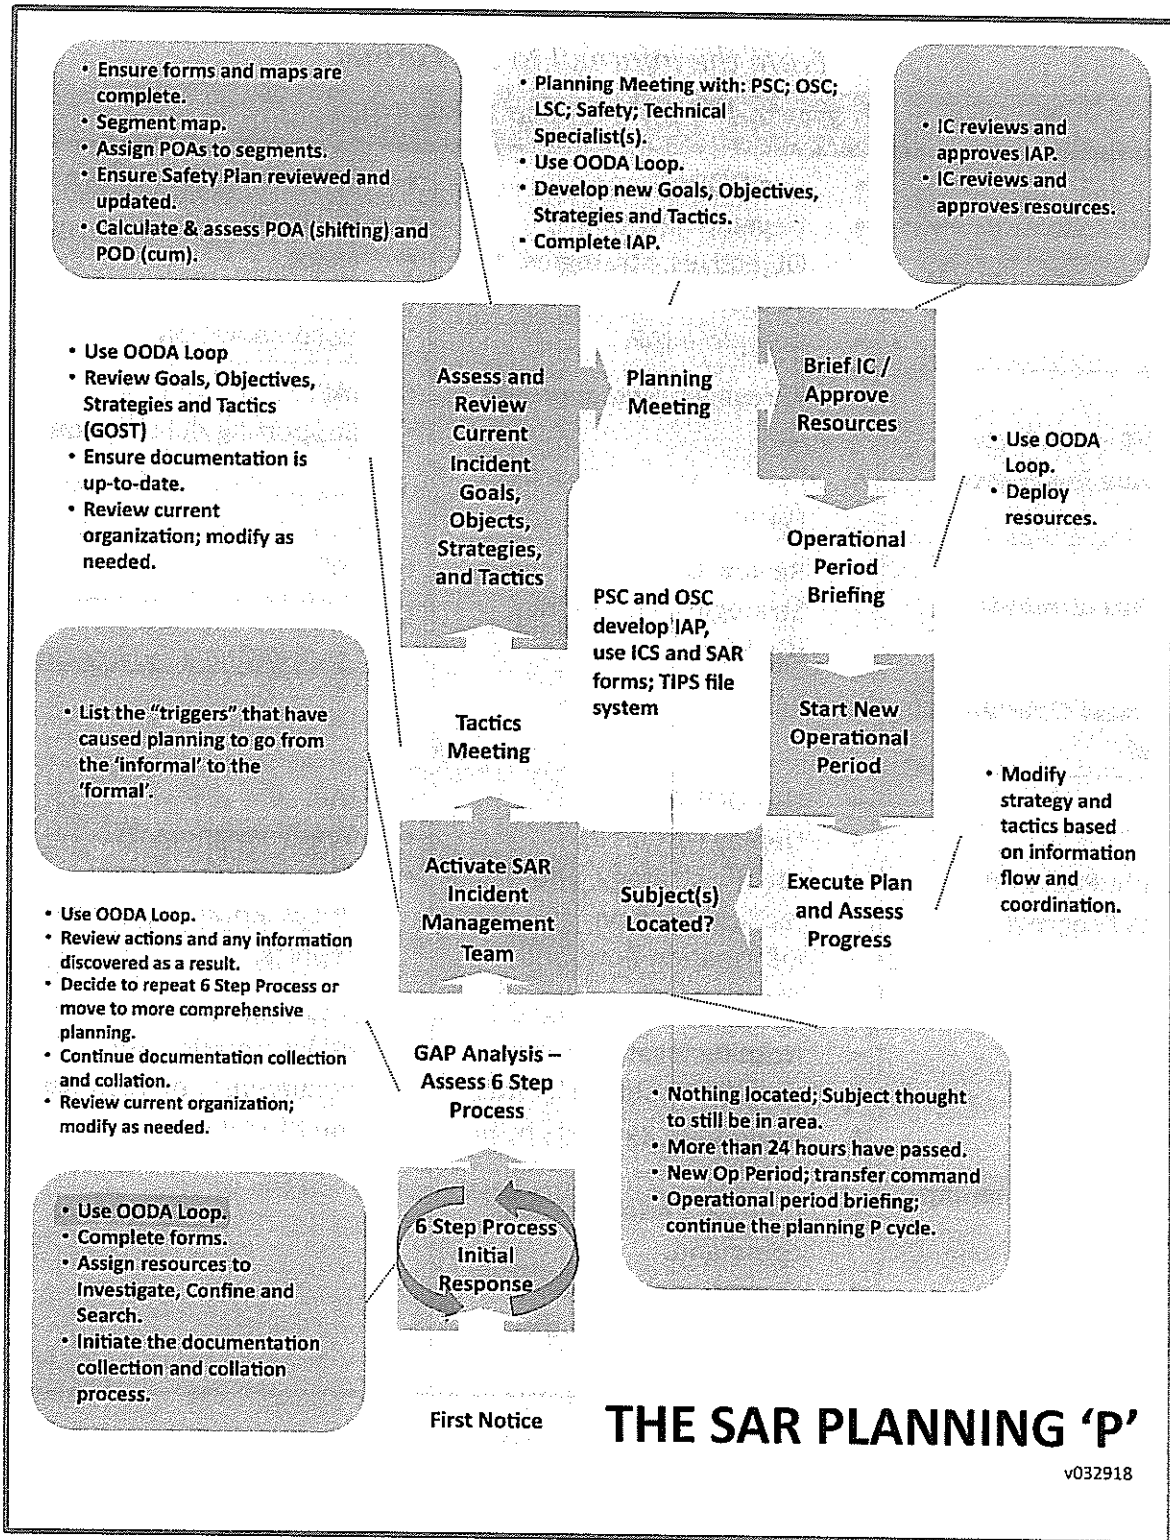 • Ensure forms and maps are
complete.
• Segment map.
• Assign POAs to segments.
• Ensure Safety Plan reviewed and
updated.
• Calculate & assess POA (shifting) and
POD (cum).
• Planning Meeting with: PSC; OSC;
LSC; Safety; Technical
Specialist(s).
• Use OODA Loop.
• Develop new Goals, Objectives,
Strategies and Tactics.
• Complete IAP.
• IC reviews and
approves IAP.
• IC reviews and
approves resources.
• Use OODA Loop
• Review Goals, Objectives,
Strategies and Tactics
(GOST)
• Ensure documentation is
up-to-date.
• Review current
organization; modify as
needed.
Assess and
Review
Current
Incident
Goals,
Objects,
Strategies,
and Tactics
Planning
Meeting
Brief IC /
Approve
Resources
• Use OODA
Loop.
• Deploy
resources.
Operational
Period
Briefing
PSC and OSC
develop IAP,
use ICS and SAR
forms; TIPS file
system
• List the "triggers" that have
caused planning to go from
the 'informal' to the
'formal'.
Tactics
Meeting
Start New
Operational
Period
• Modify
strategy and
tactics based
on information
flow and
coordination.
Activate SAR
Incident
Management
Team
Subject(s)
Located?
Execute Plan
and Assess
Progress
• Use OODA Loop.
• Review actions and any information
discovered as a result.
• Decide to repeat 6 Step Process or
move to more comprehensive
planning.
• Continue documentation collection
and collation.
• Review current organization;
modify as needed.
GAP Analysis –
Assess 6 Step
Process
• Nothing located; Subject thought
to still be in area.
• More than 24 hours have passed.
• New Op Period; transfer command
• Operational period briefing;
continue the planning P cycle.
• Use OODA Loop.
• Complete forms.
• Assign resources to
Investigate, Confine and
Search.
• Initiate the documentation
collection and collation
process.
6 Step Process
Initial
Response
First Notice
THE SAR PLANNING 'P'
v032918